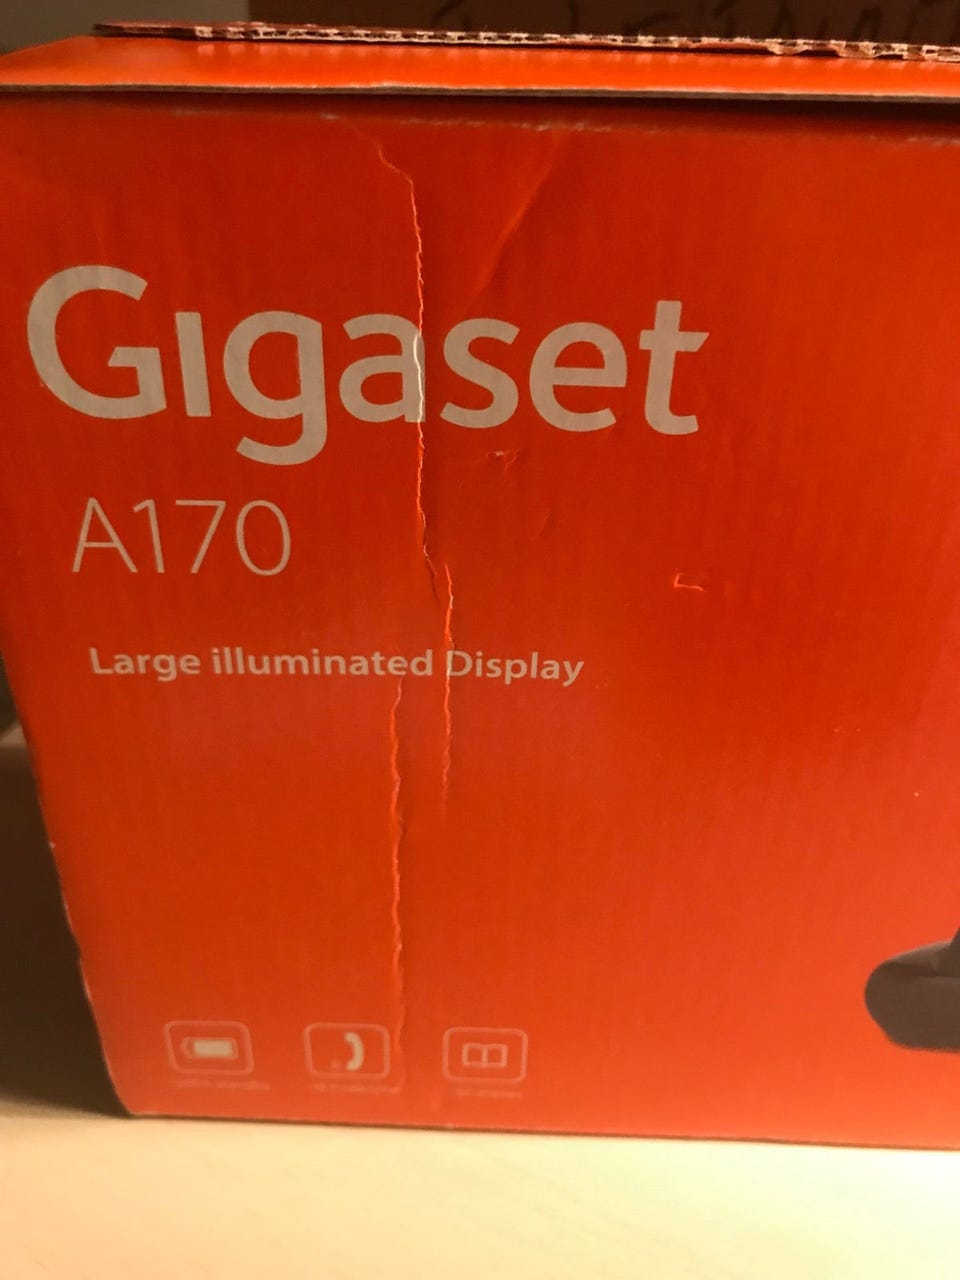 Gigaset
A170
Large illuminated Display